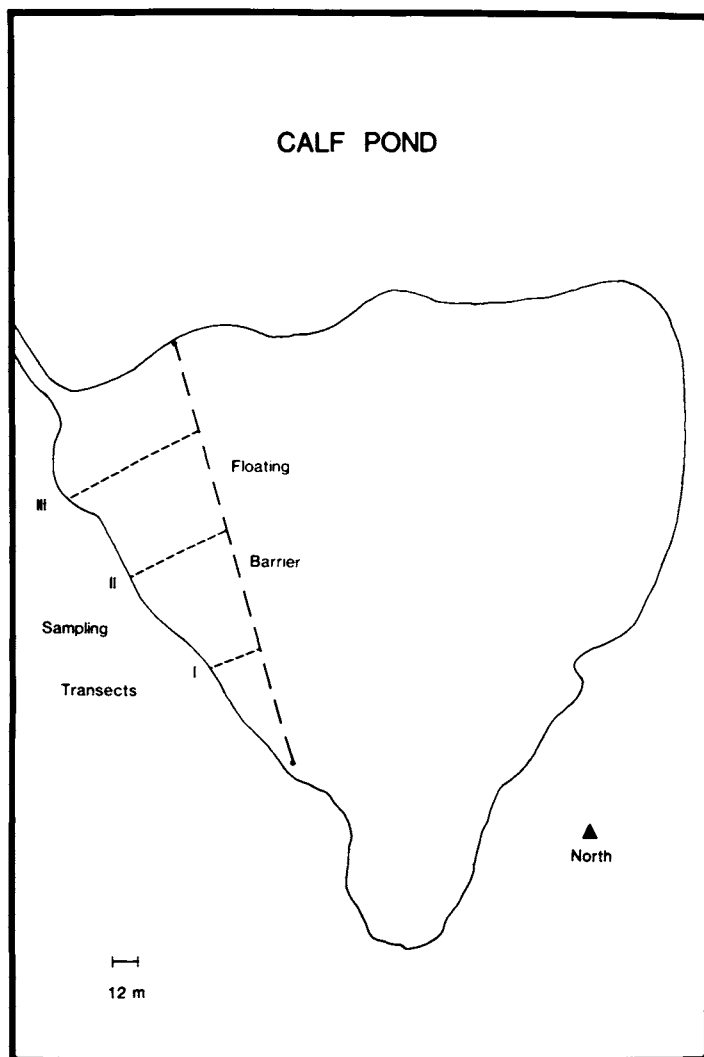 CALF POND
Floating
III
Barrier
II
Sampling
I
Transects
North
12 m